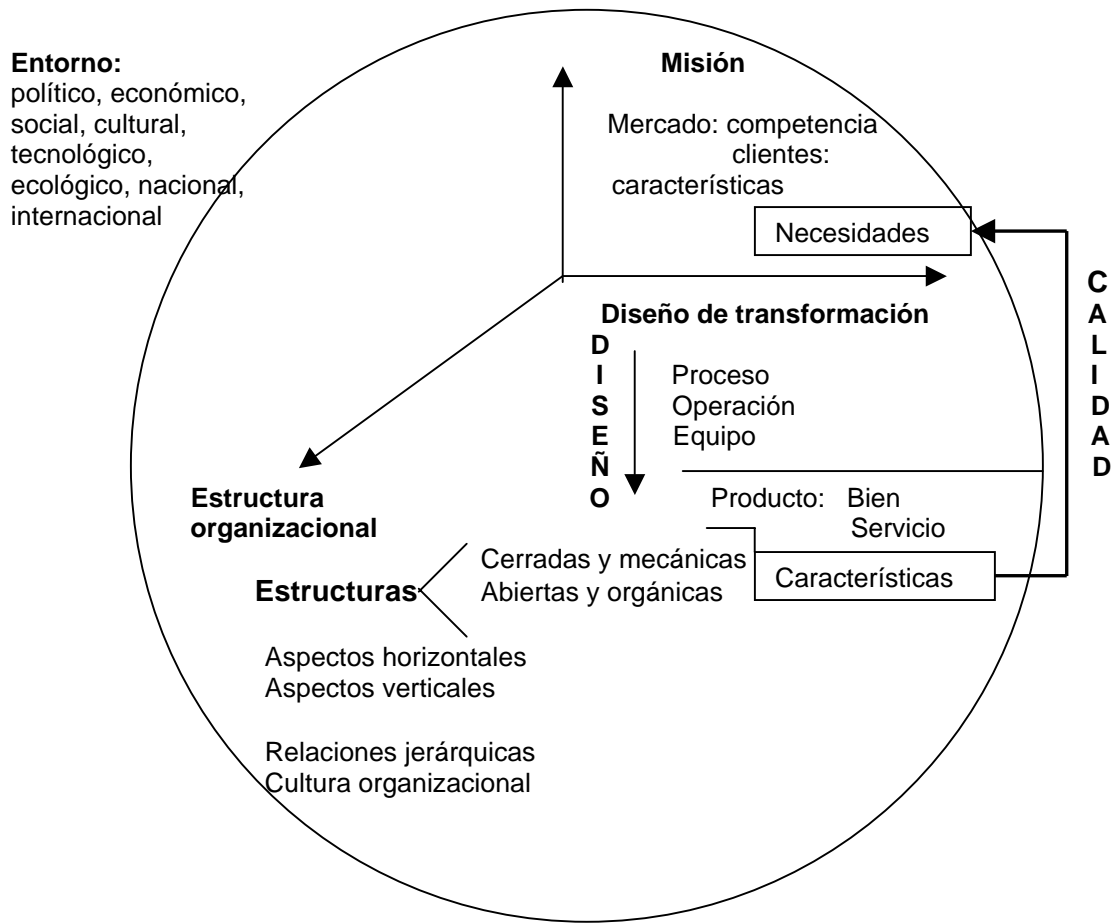 Entorno:
político, económico,
social, cultural,
tecnológico,
ecológico, nacional,
internacional
Misión
Mercado: competencia
clientes:
características
Necesidades
CALIDAD
Diseño de transformación
DISEÑO
Proceso
Operación
Equipo
Producto: Bien
Servicio
Características
Estructura
organizacional
Estructuras
Cerradas y mecánicas
Abiertas y orgánicas
Aspectos horizontales
Aspectos verticales
Relaciones jerárquicas
Cultura organizacional